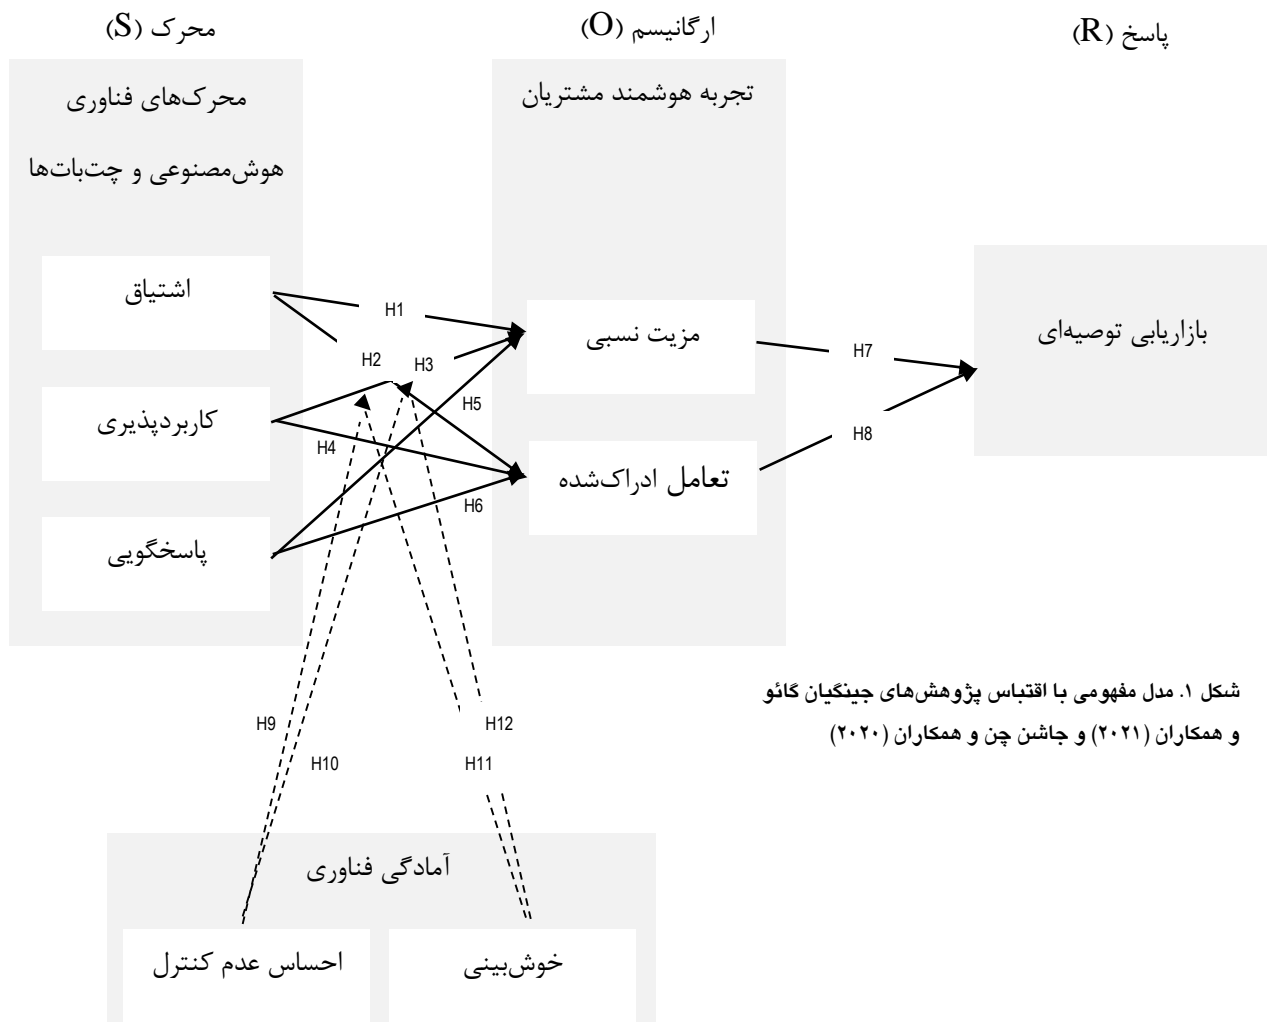 محرک (S)
ارگانیسم (O)
پاسخ (R)
محرک‌های فناوری
هوش‌مصنوعی و چت‌بات‌ها
تجربه هوشمند مشتریان
اشتیاق
کاربردپذیری
پاسخگویی
مزیت نسبی
تعامل ادراک‌شده
بازاریابی توصیه‌ای
H1
H2
H3
H4
H5
H6
H7
H8
H9
H10
H12
H11
شکل ۱. مدل مفهومی با اقتباس پژوهش‌های جینگیان گائو
و همکاران (۲۰۲۱) و جاشن چن و همکاران (۲۰۲۰)
آمادگی فناوری
احساس عدم کنترل
خوش‌بینی